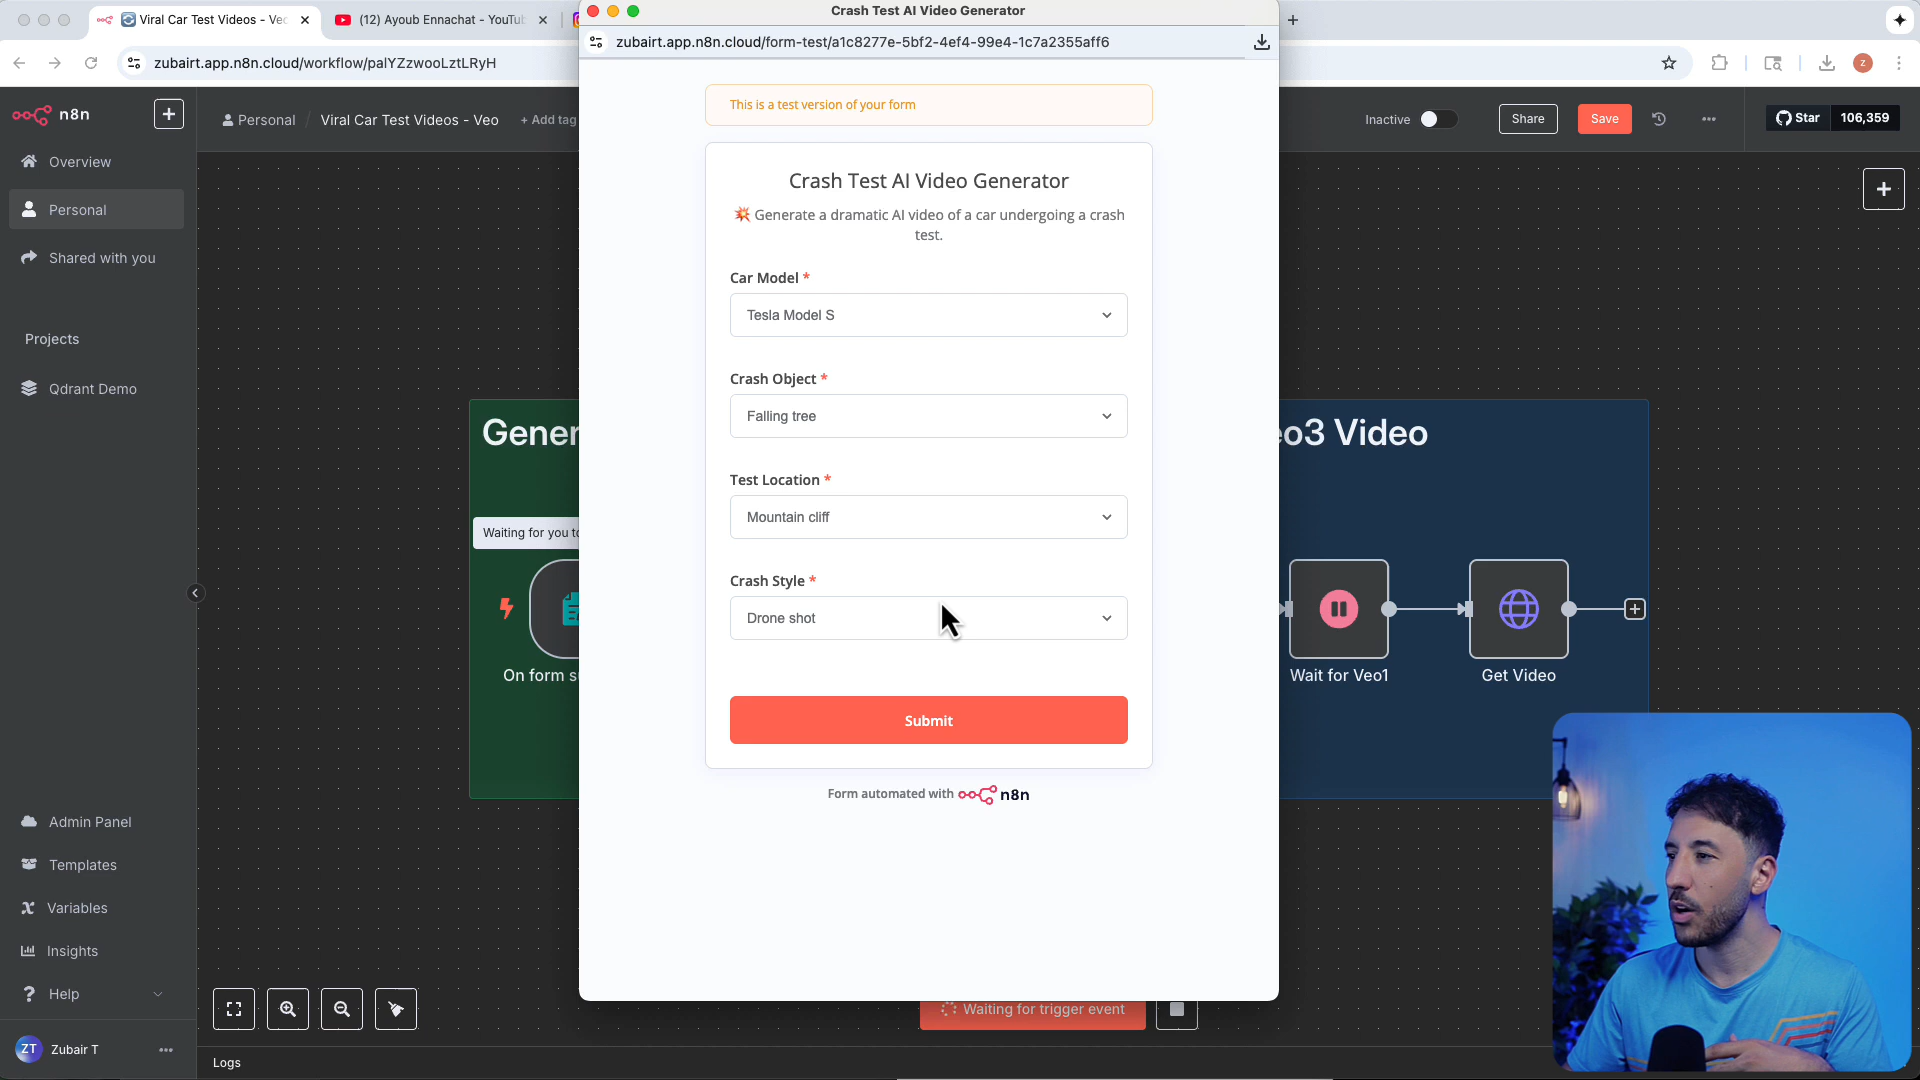 Viral Car Test Videos - Ve
(12) Ayoub Ennachat - YouTu
Crash Test AI Video Generator
zubairt.app.n8n.cloud/workflow/palYZzwooLztLRyH
zubairt.app.n8n.cloud/form-test/a1c8277e-5bf2-4ef4-99e4-1c7a2355aff6
z
n8n
Personal / Viral Car Test Videos - Veo + Add tag
Inactive
Share
Save
Star 106,359
Overview
Personal
Shared with you
Projects
Qdrant Demo
Admin Panel
Templates
Variables
Insights
Help
ZT Zubair T
This is a test version of your form
Crash Test AI Video Generator
💥 Generate a dramatic AI video of a car undergoing a crash
test.
Car Model *
Tesla Model S
Crash Object *
Falling tree
Test Location *
Mountain cliff
Crash Style *
Drone shot
Submit
Form automated with n8n
Gener
eo3 Video
Waiting for you to
On form su
Wait for Veo1
Get Video
Waiting for trigger event
Logs